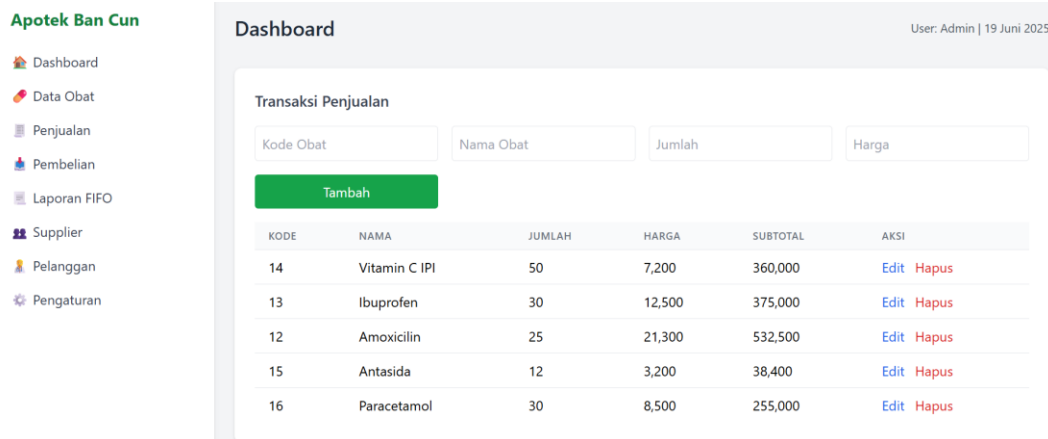 Apotek Ban Cun
Dashboard
Data Obat
Penjualan
Pembelian
Laporan FIFO
Supplier
Pelanggan
Pengaturan
Dashboard
User: Admin | 19 Juni 2025
Transaksi Penjualan
Kode Obat Nama Obat Jumlah Harga
Tambah
KODE NAMA JUMLAH HARGA SUBTOTAL AKSI
14 Vitamin C IPI 50 7,200 360,000 Edit Hapus
13 Ibuprofen 30 12,500 375,000 Edit Hapus
12 Amoxicilin 25 21,300 532,500 Edit Hapus
15 Antasida 12 3,200 38,400 Edit Hapus
16 Paracetamol 30 8,500 255,000 Edit Hapus